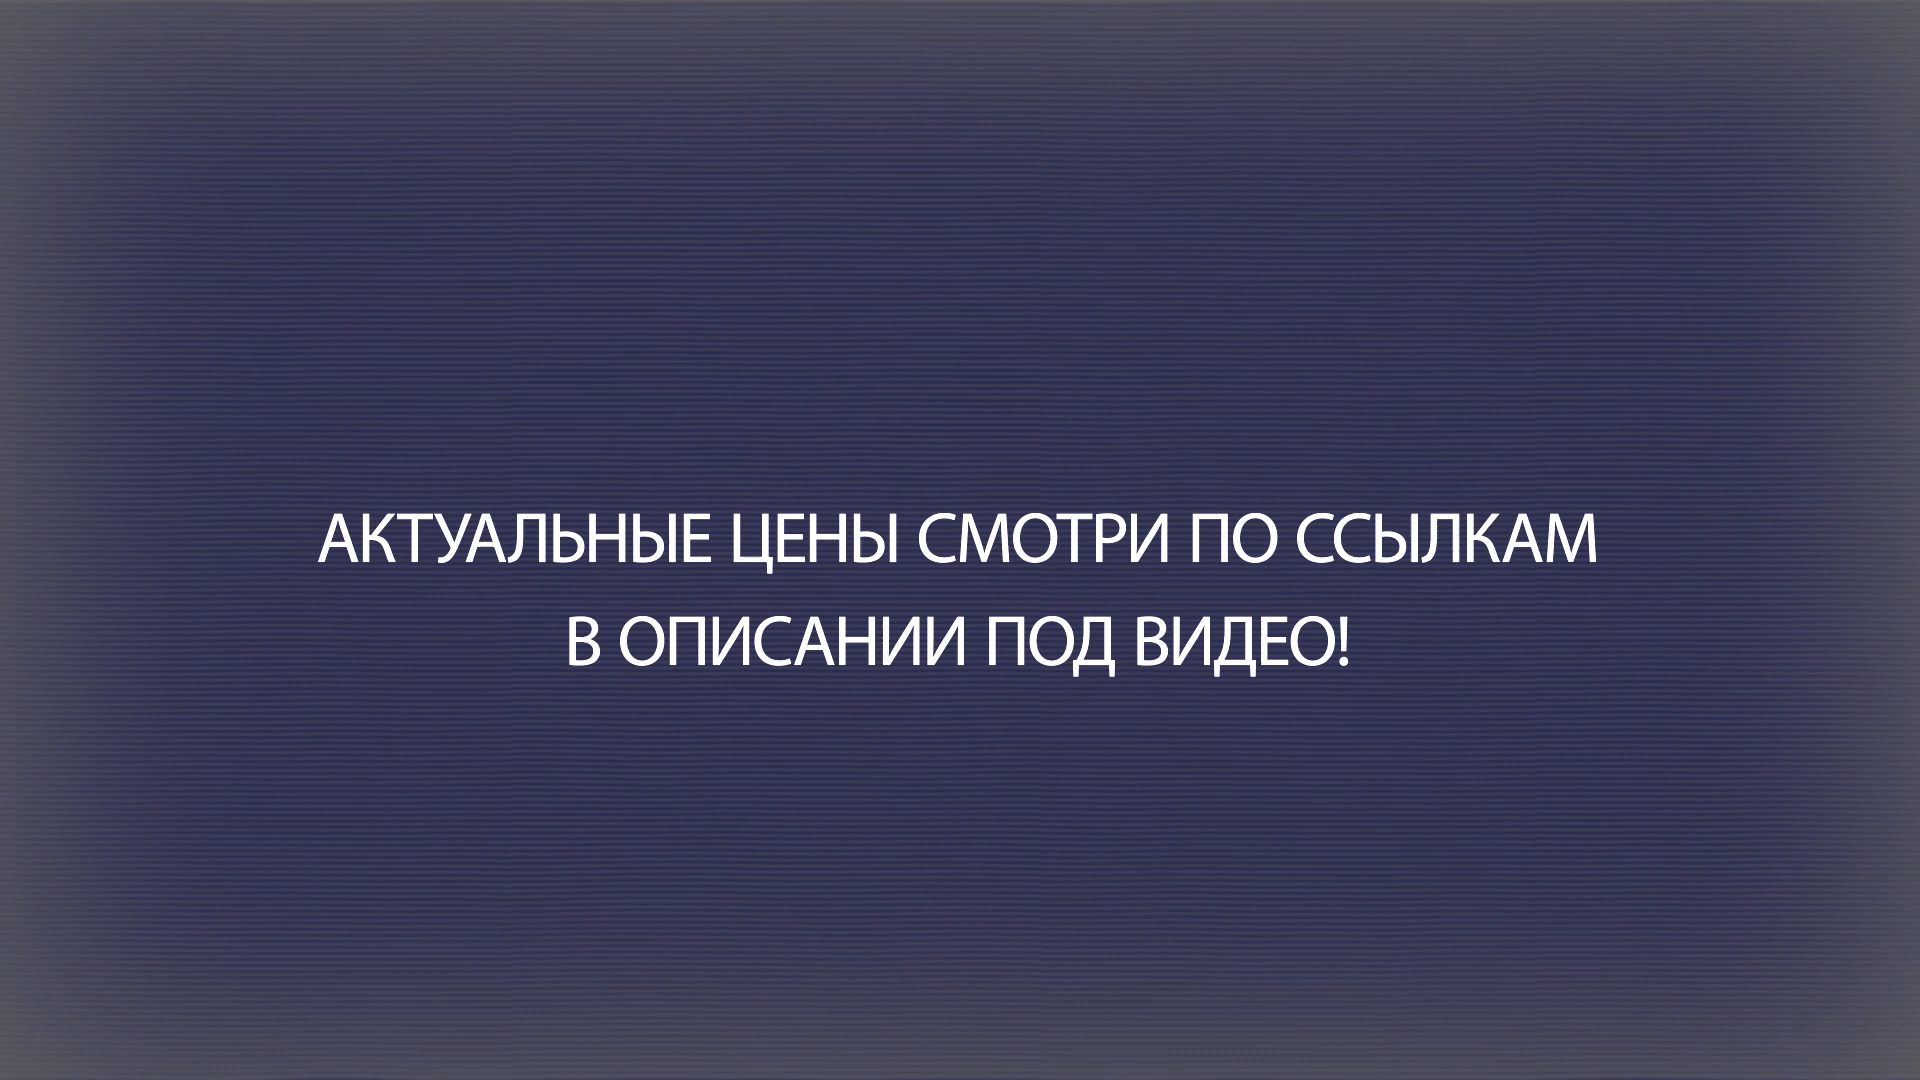 АКТУАЛЬНЫЕ ЦЕНЫ СМОТРИ ПО ССЫЛКАМ
В ОПИСАНИИ ПОД ВИДЕО!